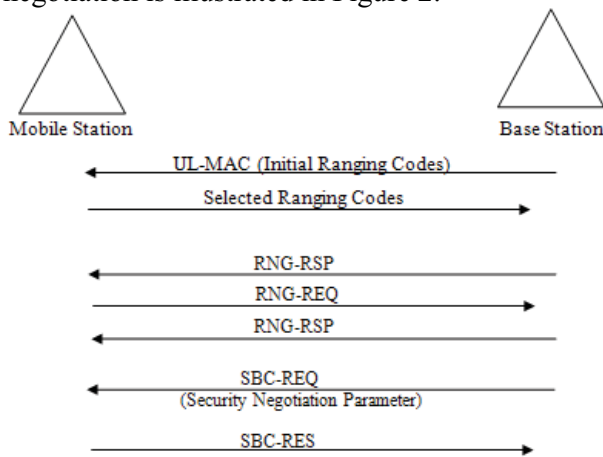 negotiation is illustrated in Figure 2.
Mobile Station
Base Station
UL-MAC (Initial Ranging Codes)
Selected Ranging Codes
RNG-RSP
RNG-REQ
RNG-RSP
SBC-REQ
(Security Negotiation Parameter)
SBC-RES